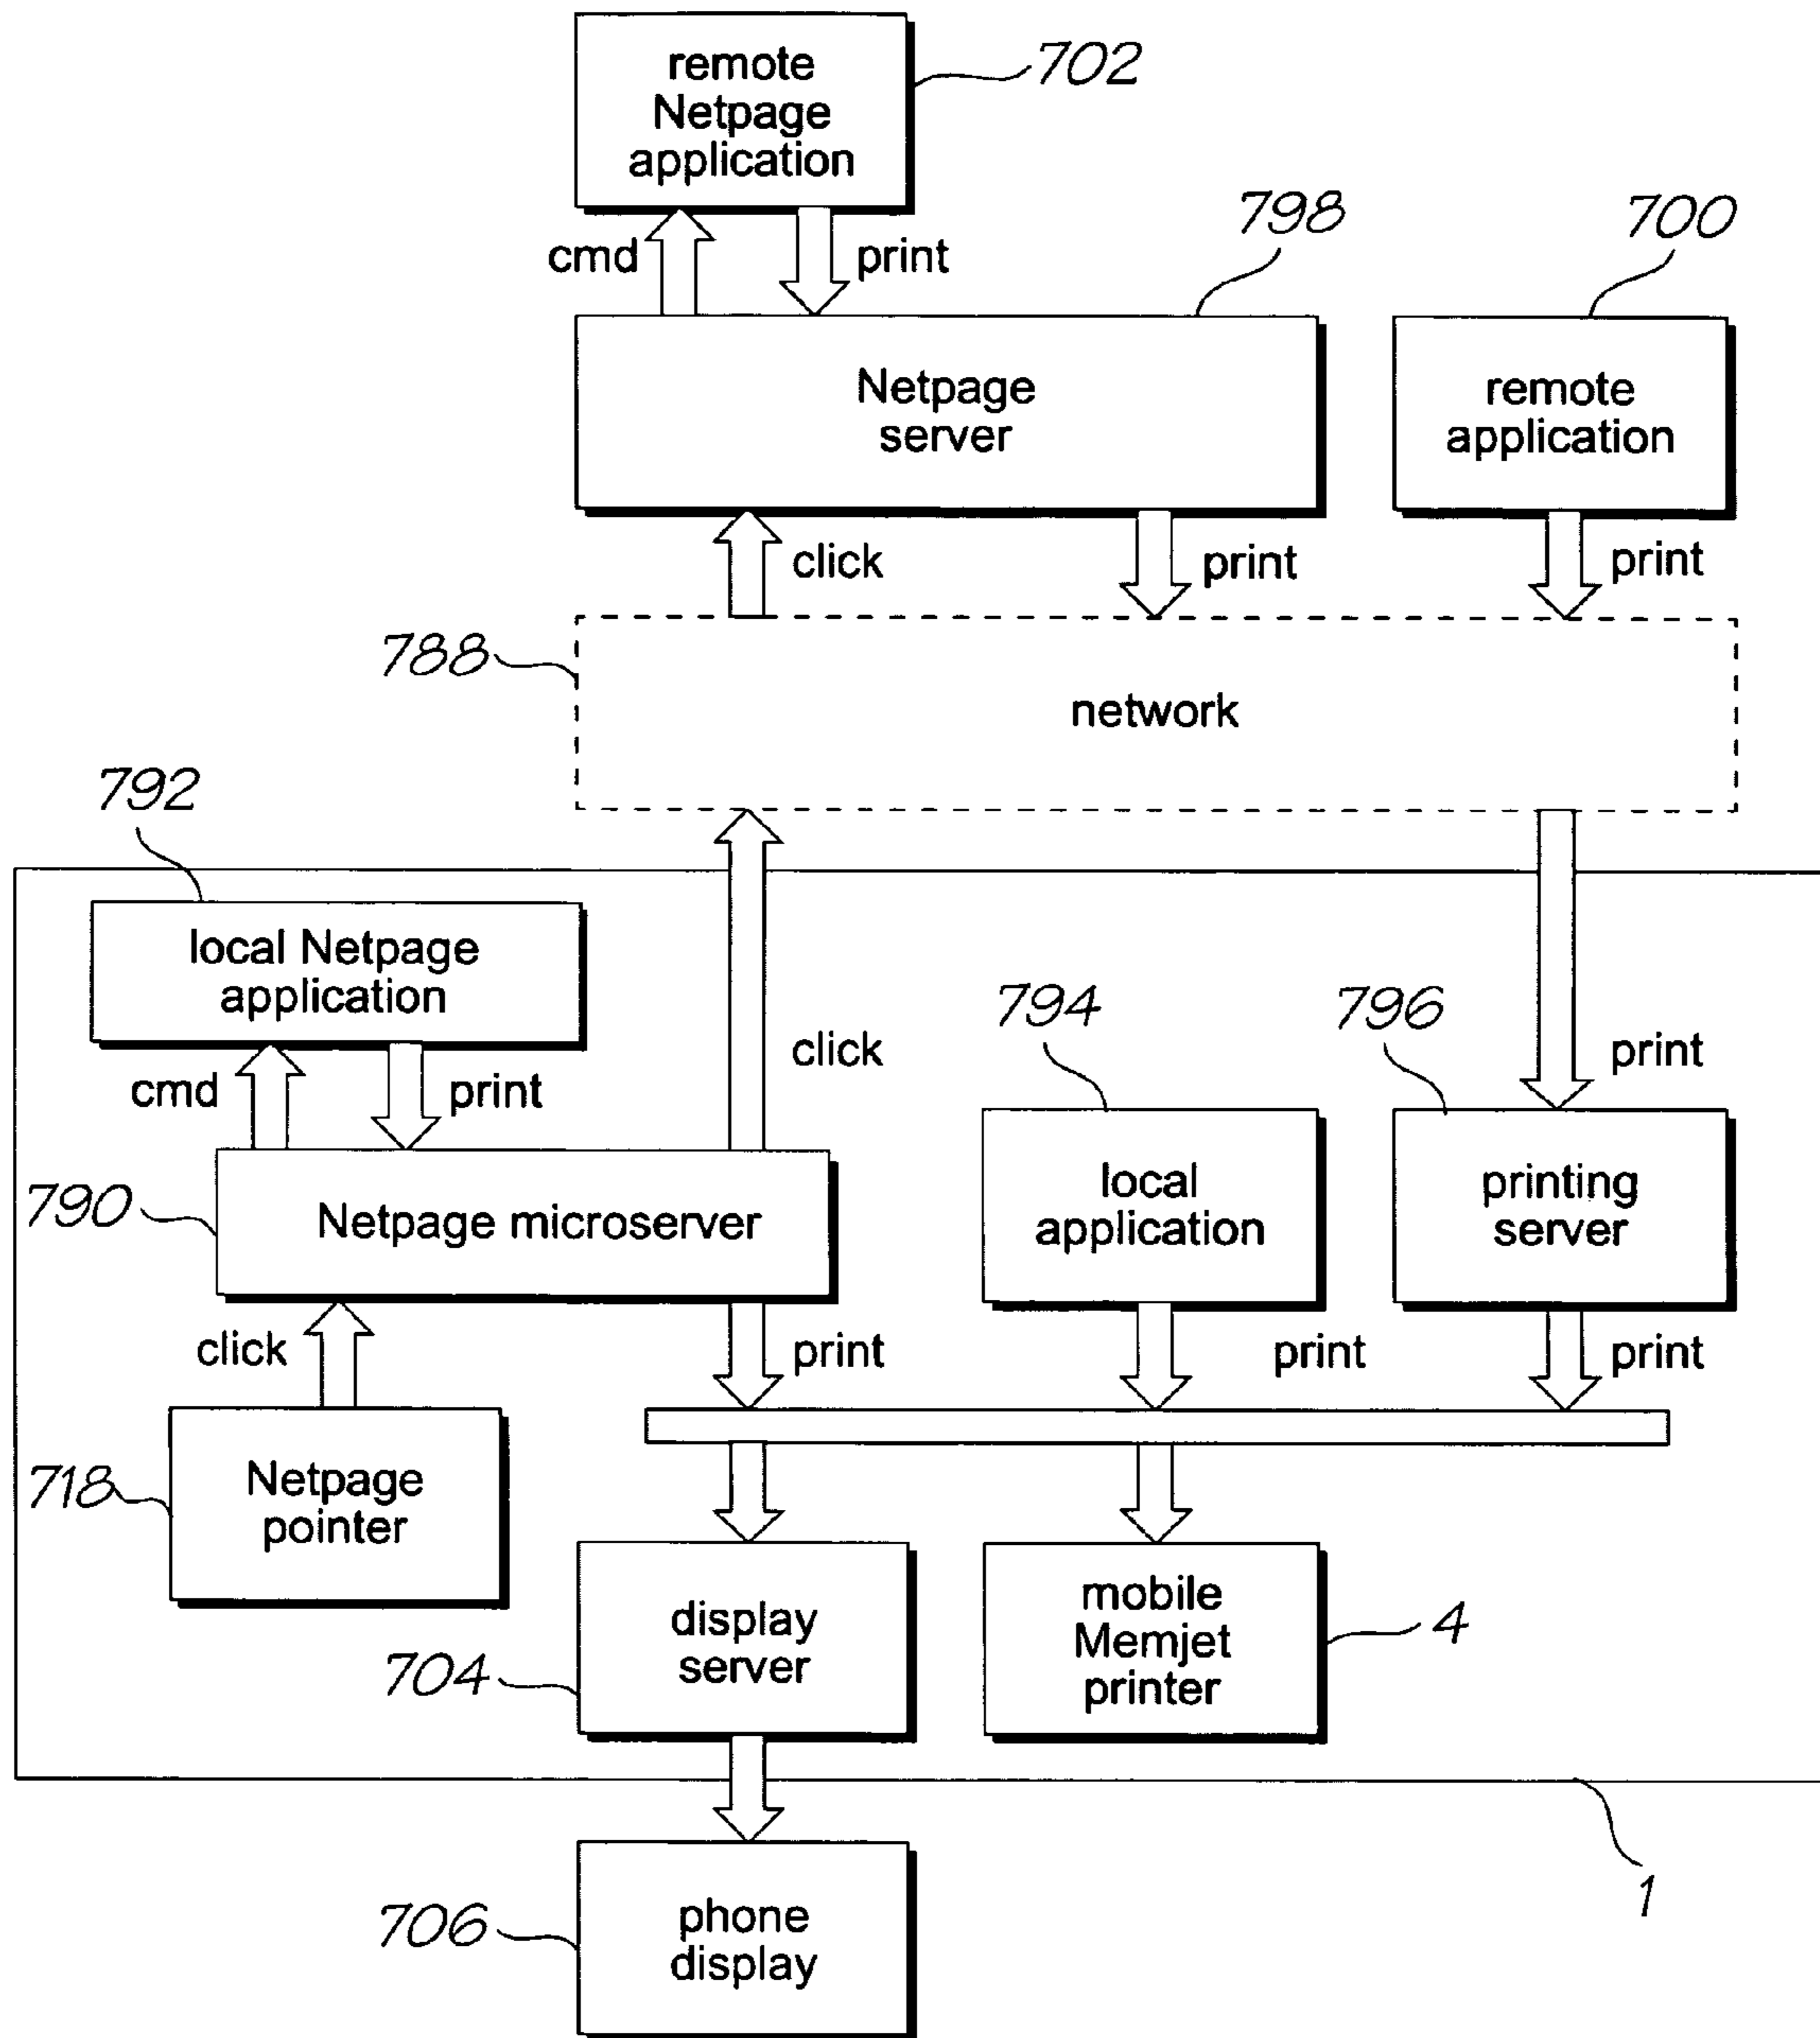 remote
Netpage
application
702
cmd
print
798
700
Netpage
server
remote
application
click
print
print
788
network
792
local Netpage
application
794
796
click
print
cmd
print
790
Netpage microserver
local
application
printing
server
click
print
print
print
718
Netpage
pointer
display
server
704
mobile
Memjet
printer
4
706
phone
display
1